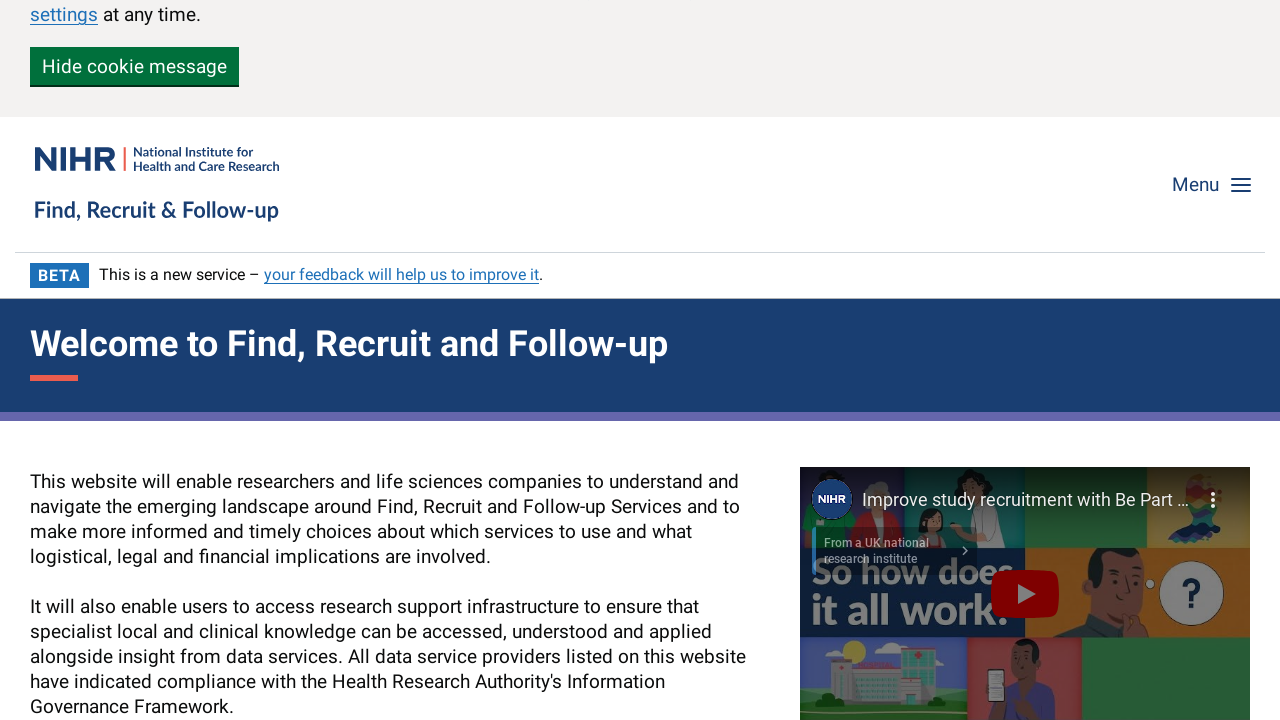 settings at any time.
Hide cookie message
NIHR | National Institute for
Health and Care Research
Find, Recruit & Follow-up
Menu
BETA This is a new service – your feedback will help us to improve it.
Welcome to Find, Recruit and Follow-up
This website will enable researchers and life sciences companies to understand and
navigate the emerging landscape around Find, Recruit and Follow-up Services and to
make more informed and timely choices about which services to use and what
logistical, legal and financial implications are involved.
It will also enable users to access research support infrastructure to ensure that
specialist local and clinical knowledge can be accessed, understood and applied
alongside insight from data services. All data service providers listed on this website
have indicated compliance with the Health Research Authority's Information
Governance Framework.
NIHR Improve study recruitment with Be Part ...
From a UK national
research institute
So how does
it all work?
?